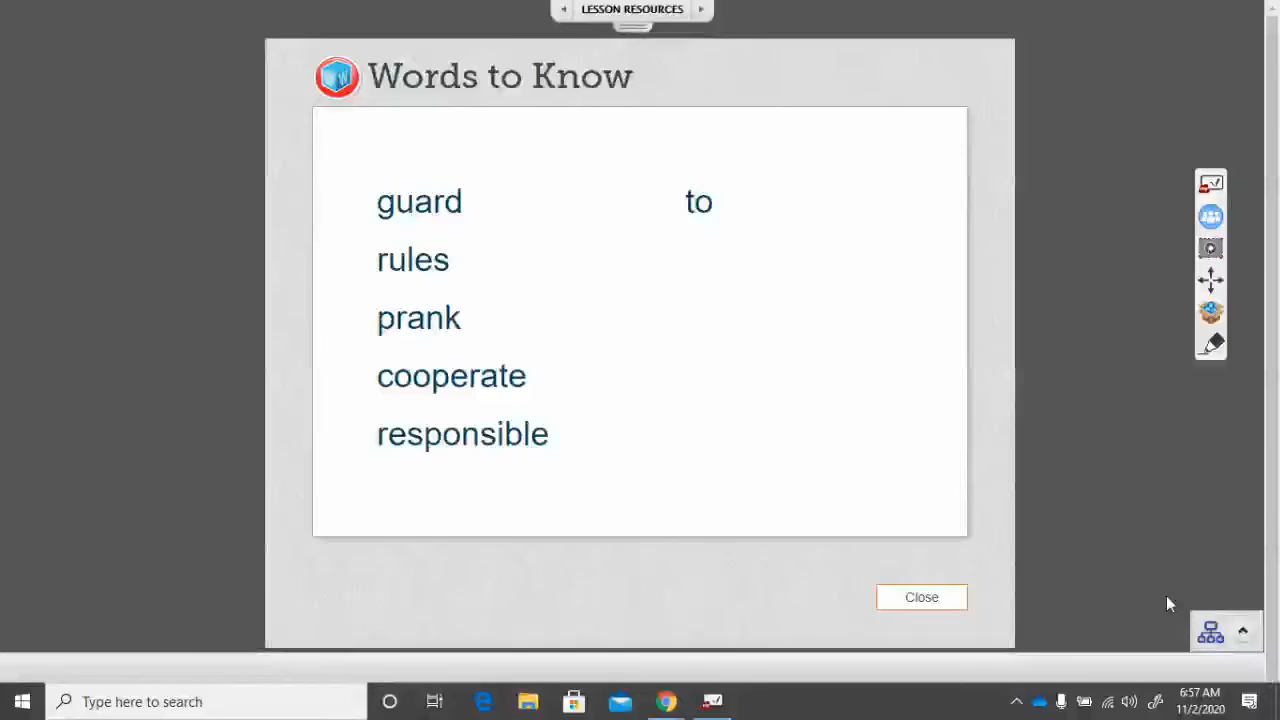 LESSON RESOURCES
W Words to Know
guard to
rules
prank
cooperate
responsible
Close
Type here to search
6:57 AM
11/2/2020